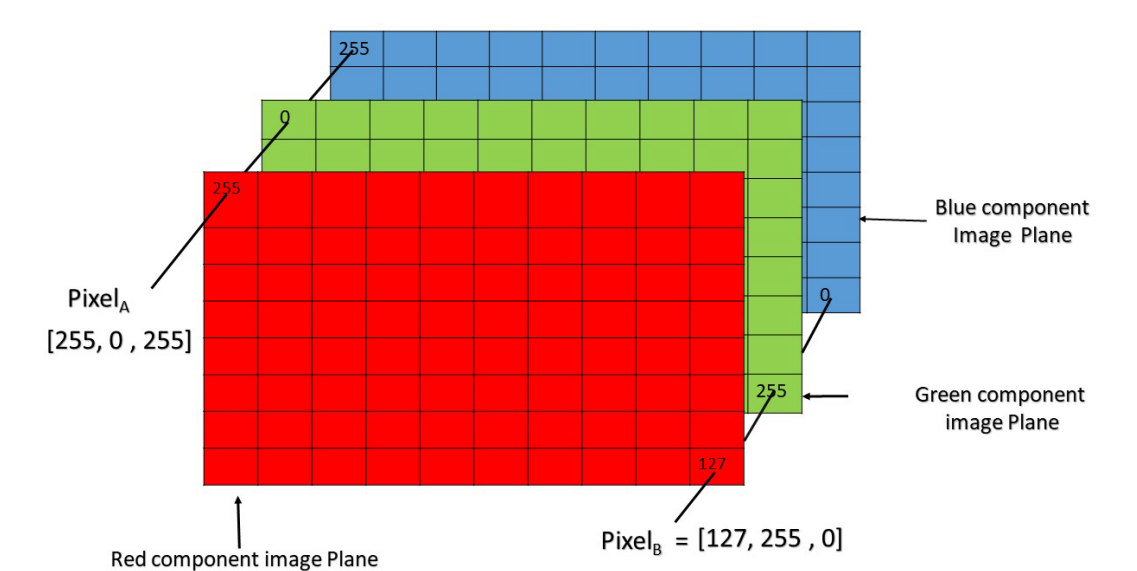 255
0
255
Blue component
Image Plane
Pixel_A
[255, 0 , 255]
0
255
Green component
image Plane
127
Pixel_B = [127, 255 , 0]
Red component image Plane